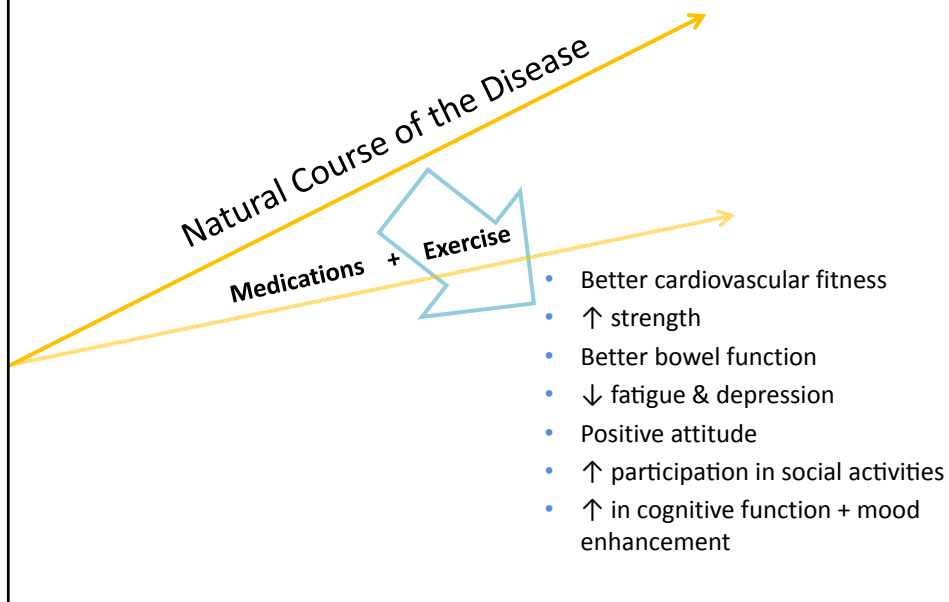 Natural Course of the Disease
Medications + Exercise
• Better cardiovascular fitness
• ↑ strength
• Better bowel function
• ↓ fatigue & depression
• Positive attitude
• ↑ participation in social activities
• ↑ in cognitive function + mood
enhancement